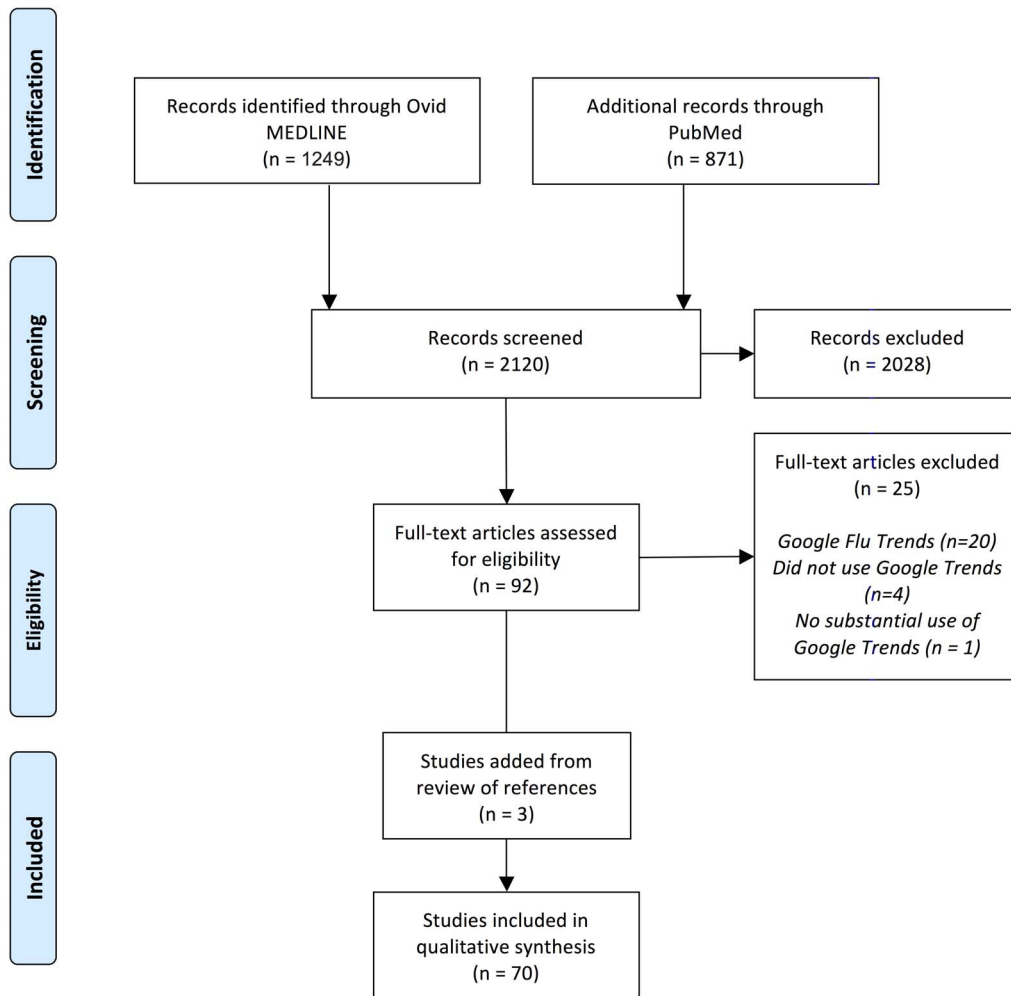 Identification
Records identified through Ovid
MEDLINE
(n = 1249)
Additional records through
PubMed
(n = 871)
Screening
Records screened
(n = 2120)
Records excluded
(n = 2028)
Eligibility
Full-text articles assessed
for eligibility
(n = 92)
Full-text articles excluded
(n = 25)
Google Flu Trends (n=20)
Did not use Google Trends
(n=4)
No substantial use of
Google Trends (n = 1)
Included
Studies added from
review of references
(n = 3)
Studies included in
qualitative synthesis
(n = 70)